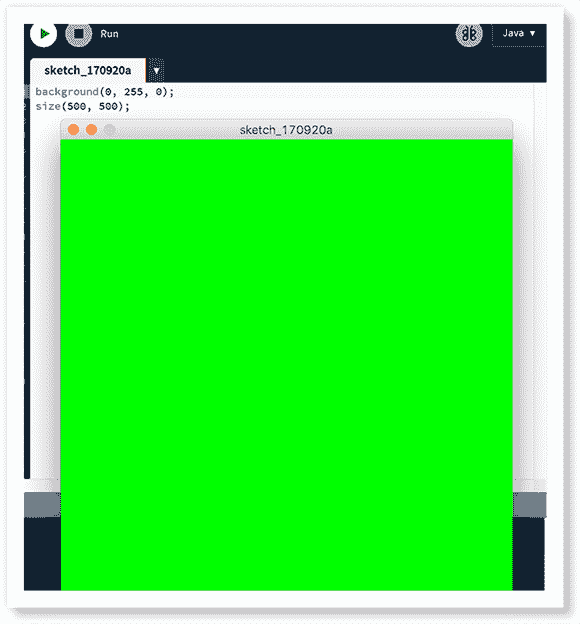 Run
Java ▼
sketch_170920a ▼
background(0, 255, 0);
size(500, 500);
sketch_170920a